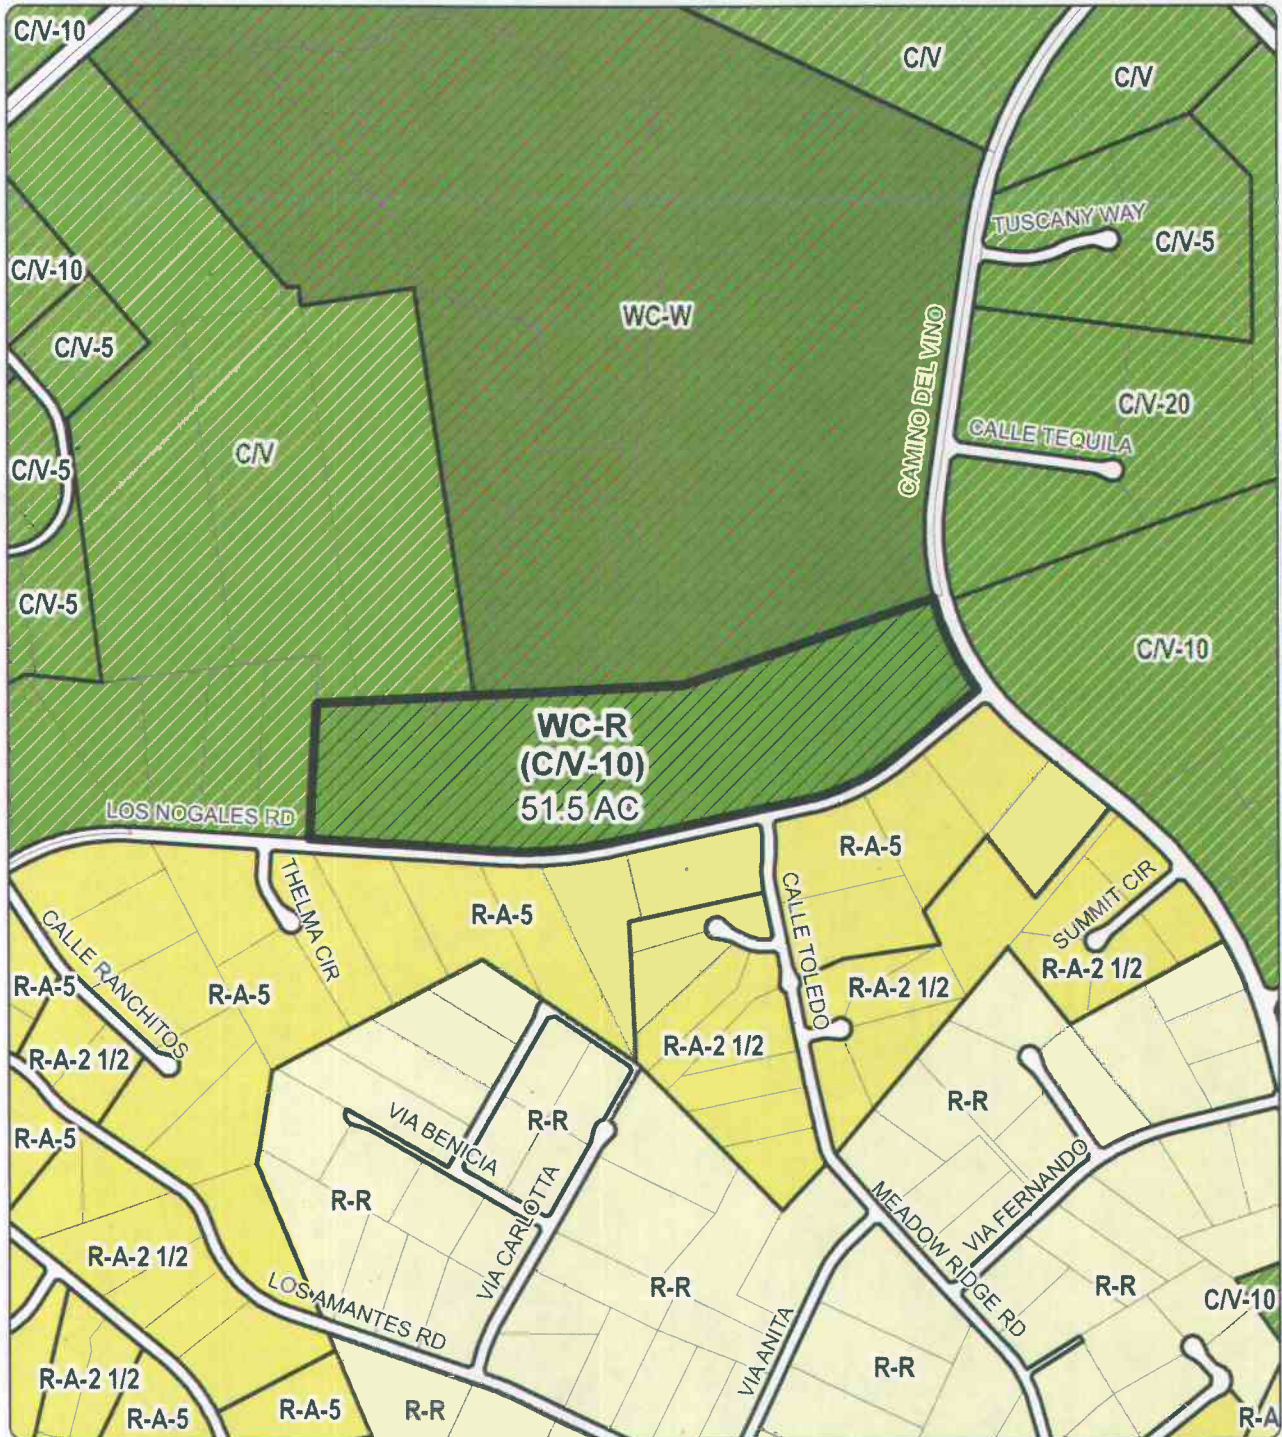 C/V-10
C/V
C/V
TUSCANY WAY
C/V-5
C/V-10
WC-W
C/V-5
CAMINO DEL VINO
C/V-20
CALLE TEQUILA
C/V
C/V-5
C/V-5
C/V-10
WC-R
(C/V-10)
51.5 AC
LOS NOGALES RD
R-A-5
THELMA CIR
CALLE TOLEDO
SUMMIT CIR
R-A-5
CALLE RANCHITOS
R-A-2 1/2
R-A-5
R-A-5
R-A-2 1/2
R-A-2 1/2
R-A-2 1/2
R-R
VIA BENICIA
R-R
R-A-5
VIA FERNANDO
R-R
VIA CARLOTTA
MEADOW RIDGE RD
R-A-2 1/2
LOS AMANTES RD
R-R
R-R
C/V-10
VIA ANITA
R-R
R-A-2 1/2
R-A-5
R-A-5
R-R
R-A